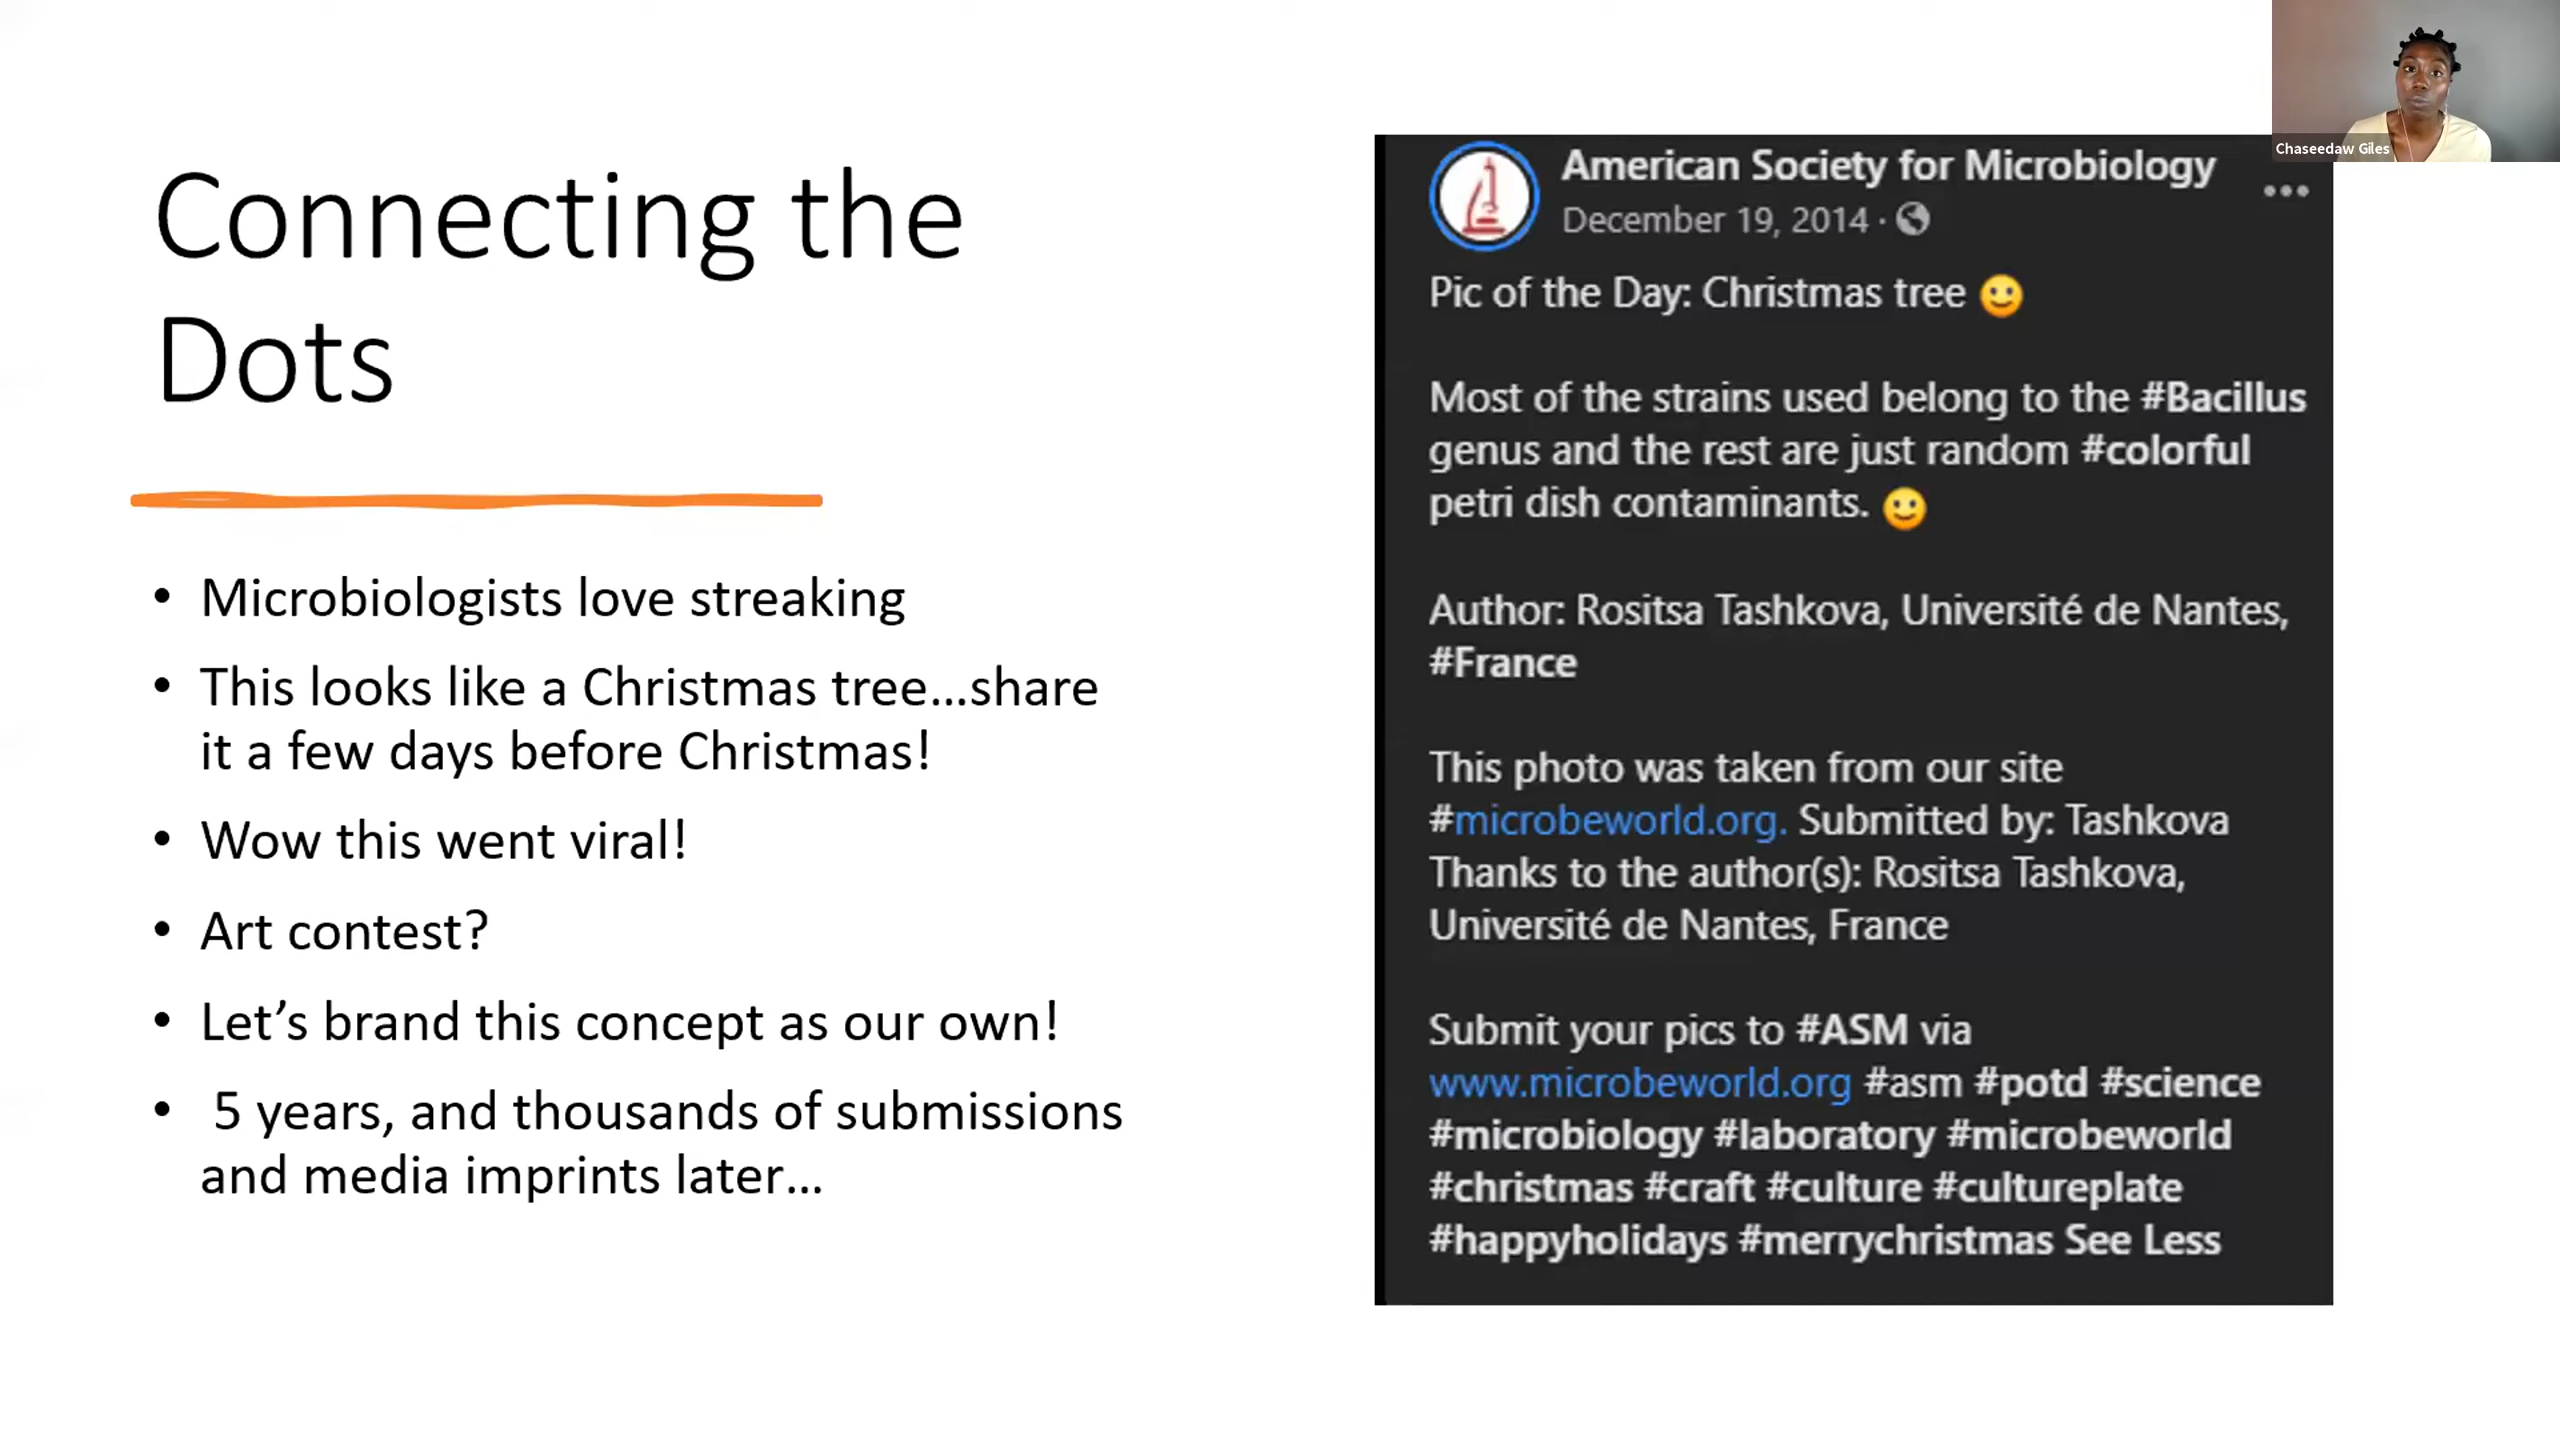 Connecting the
Dots
• Microbiologists love streaking
• This looks like a Christmas tree...share
it a few days before Christmas!
• Wow this went viral!
• Art contest?
• Let’s brand this concept as our own!
• 5 years, and thousands of submissions
and media imprints later...
American Society for Microbiology
December 19, 2014 ·
Pic of the Day: Christmas tree 🙂
Most of the strains used belong to the #Bacillus
genus and the rest are just random #colorful
petri dish contaminants. 🙂
Author: Rositsa Tashkova, Université de Nantes,
#France
This photo was taken from our site
#microbeworld.org. Submitted by: Tashkova
Thanks to the author(s): Rositsa Tashkova,
Université de Nantes, France
Submit your pics to #ASM via
www.microbeworld.org #asm #potd #science
#microbiology #laboratory #microbeworld
#christmas #craft #culture #cultureplate
#happyholidays #merrychristmas See Less
Chaseedaw Giles